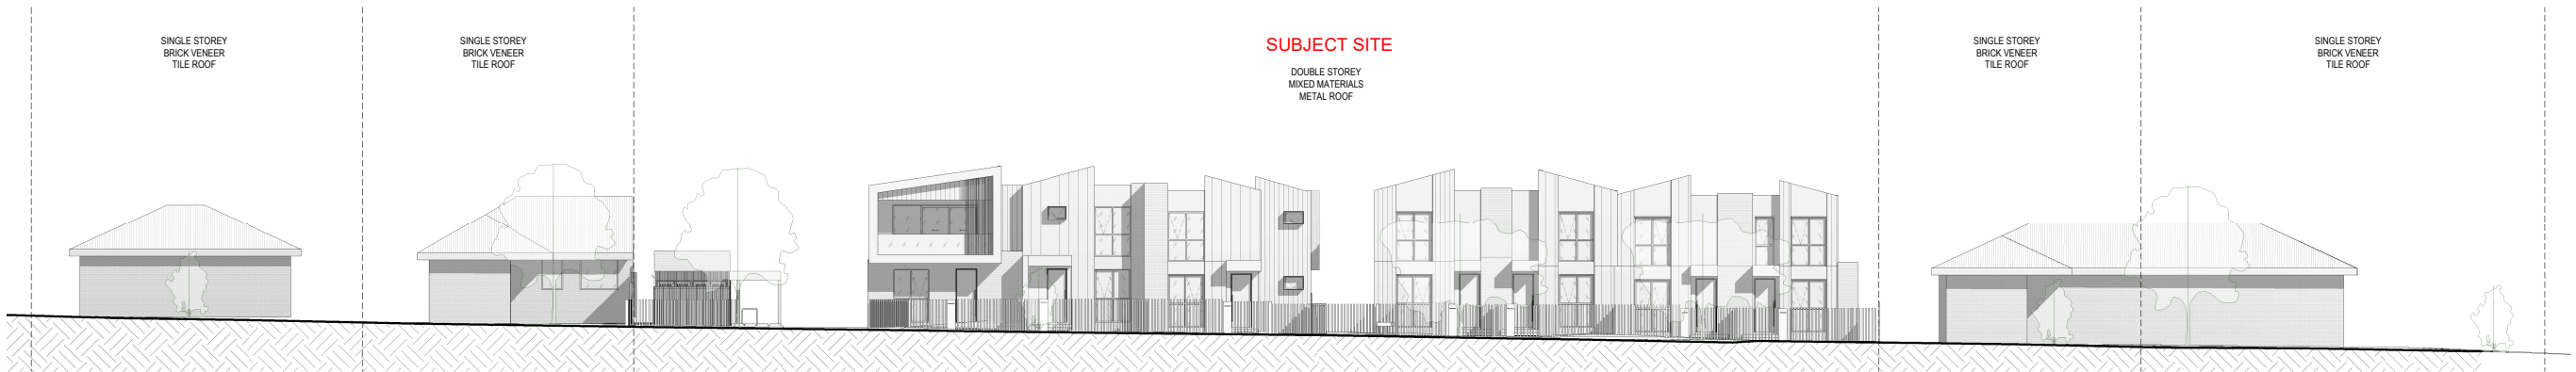 SINGLE STOREY
BRICK VENEER
TILE ROOF
SINGLE STOREY
BRICK VENEER
TILE ROOF
SUBJECT SITE
DOUBLE STOREY
MIXED MATERIALS
METAL ROOF
SINGLE STOREY
BRICK VENEER
TILE ROOF
SINGLE STOREY
BRICK VENEER
TILE ROOF